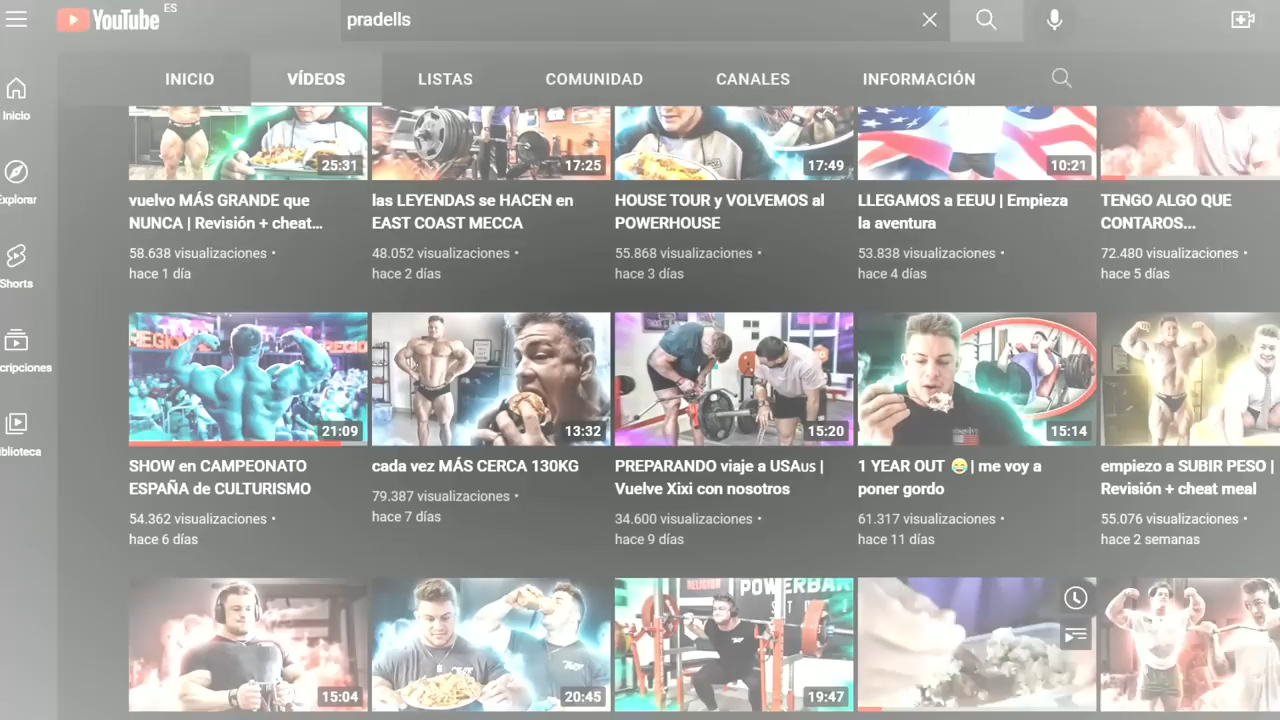 YouTube ES
pradells
INICIO VÍDEOS LISTAS COMUNIDAD CANALES INFORMACIÓN
Inicio
Explorar
Shorts
cripciones
iblioteca
25:31 17:25 17:49 10:21
vuelvo MÁS GRANDE que
NUNCA | Revisión + cheat...
58.638 visualizaciones •
hace 1 día
las LEYENDAS se HACEN en
EAST COAST MECCA
48.052 visualizaciones •
hace 2 días
HOUSE TOUR y VOLVEMOS al
POWERHOUSE
55.868 visualizaciones •
hace 3 días
LLEGAMOS a EEUU | Empieza
la aventura
53.838 visualizaciones •
hace 4 días
TENGO ALGO QUE
CONTAROS...
72.480 visualizaciones •
hace 5 días
21:09 13:32 15:20 15:14
SHOW en CAMPEONATO
ESPAÑA de CULTURISMO
54.362 visualizaciones •
hace 6 días
cada vez MÁS CERCA 130KG
79.387 visualizaciones •
hace 7 días
PREPARANDO viaje a USAus |
Vuelve Xixi con nosotros
34.600 visualizaciones •
hace 9 días
1 YEAR OUT 😂 | me voy a
poner gordo
61.317 visualizaciones •
hace 11 días
empiezo a SUBIR PESO |
Revisión + cheat meal
55.076 visualizaciones •
hace 2 semanas
POWERBAR
15:04 20:45 19:47